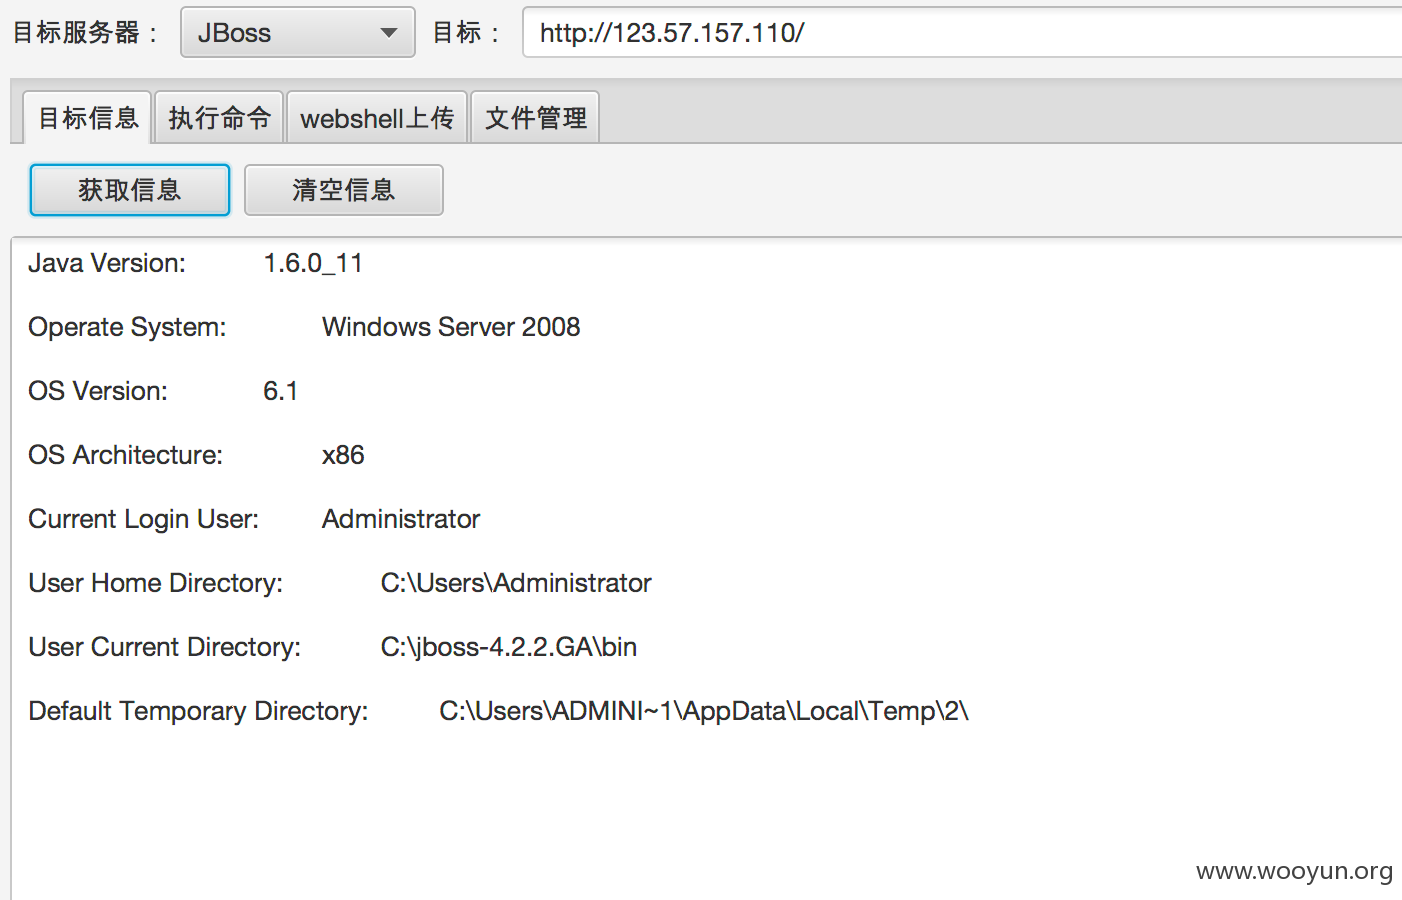 目标服务器： JBoss 目标： http://123.57.157.110/
目标信息 执行命令 webshell上传 文件管理
获取信息 清空信息
Java Version: 1.6.0_11
Operate System: Windows Server 2008
OS Version: 6.1
OS Architecture: x86
Current Login User: Administrator
User Home Directory: C:\Users\Administrator
User Current Directory: C:\jboss-4.2.2.GA\bin
Default Temporary Directory: C:\Users\ADMINI~1\AppData\Local\Temp\2\
www.wooyun.org